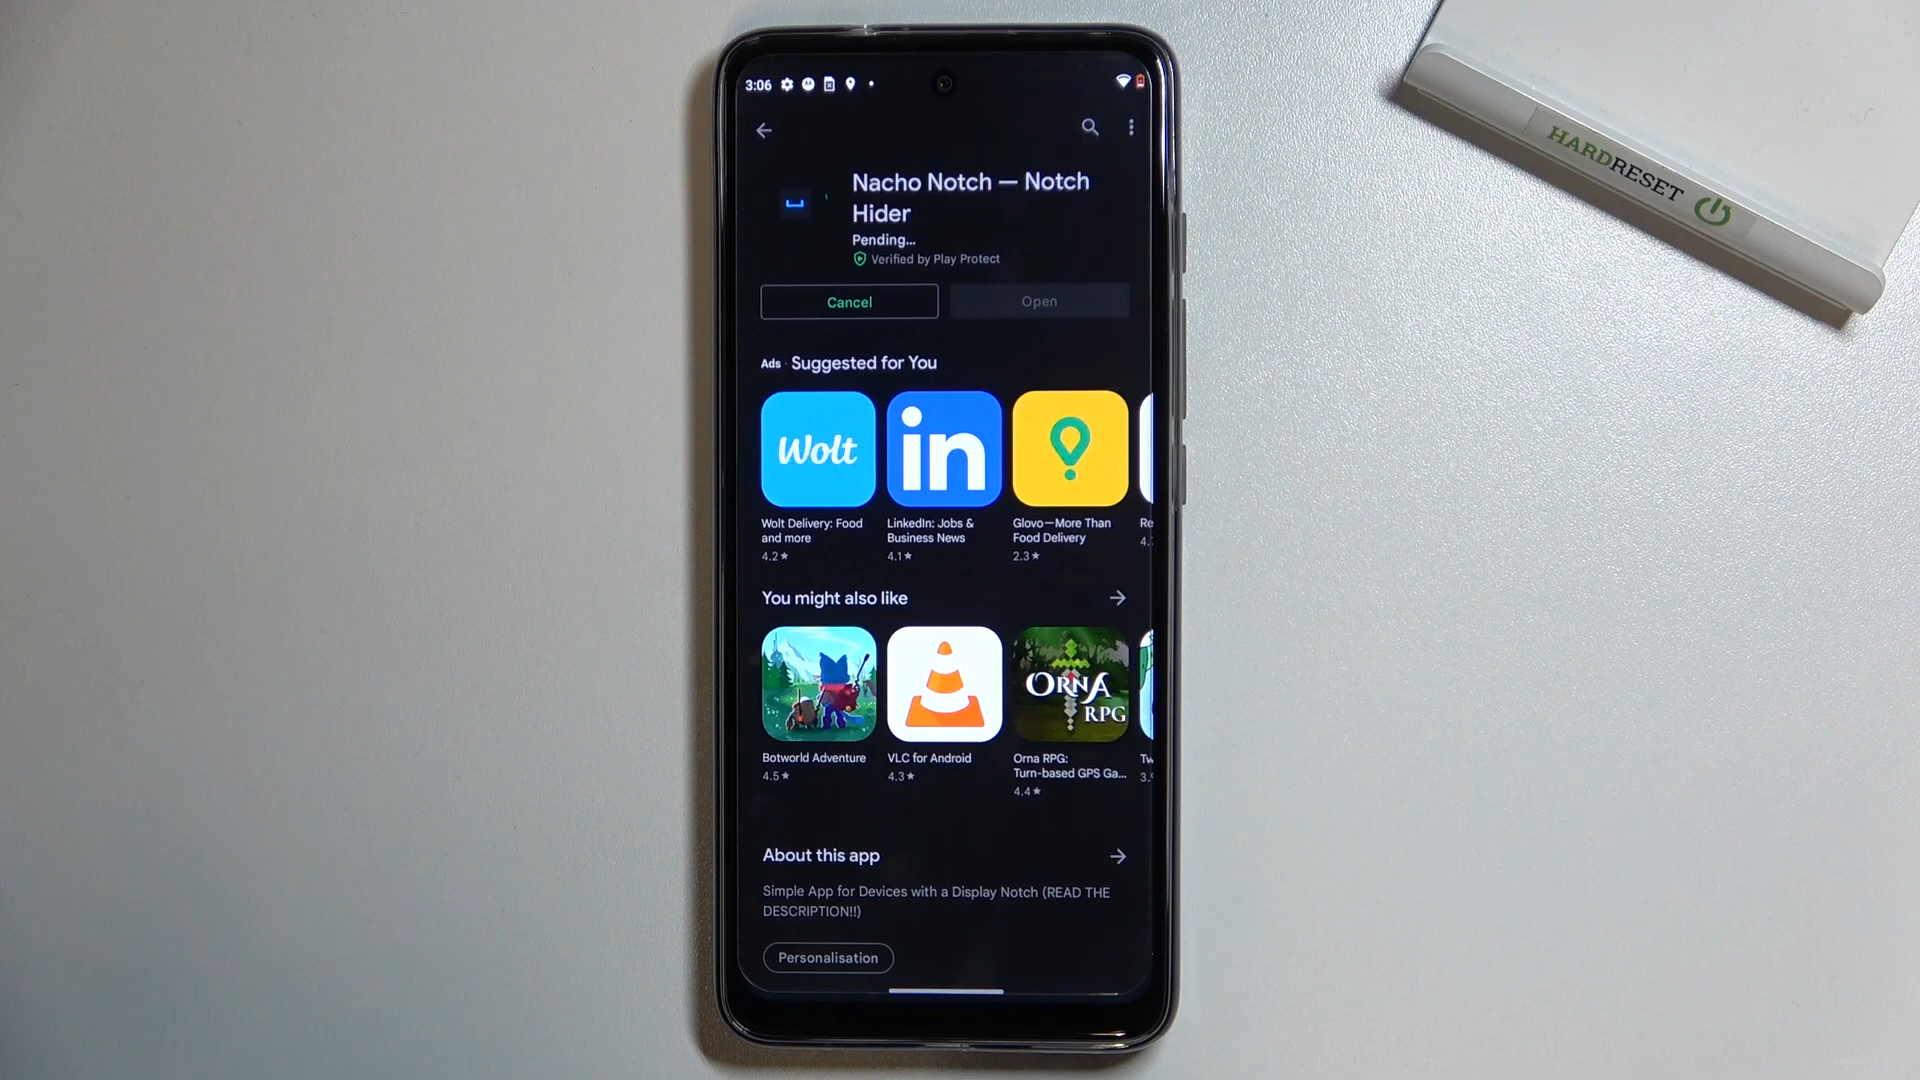 3:06
HARDRESET
Nacho Notch — Notch
Hider
Pending...
Verified by Play Protect
Cancel
Open
Ads · Suggested for You
Wolt
in
Wolt Delivery: Food
and more
4.2★
LinkedIn: Jobs &
Business News
4.1★
Glovo—More Than
Food Delivery
2.3★
Re
4.
You might also like
ORNA
RPG
Botworld Adventure
4.5★
VLC for Android
4.3★
Orna RPG:
Turn-based GPS Ga...
4.4★
Tw
3.
About this app
Simple App for Devices with a Display Notch (READ THE
DESCRIPTION!!)
Personalisation